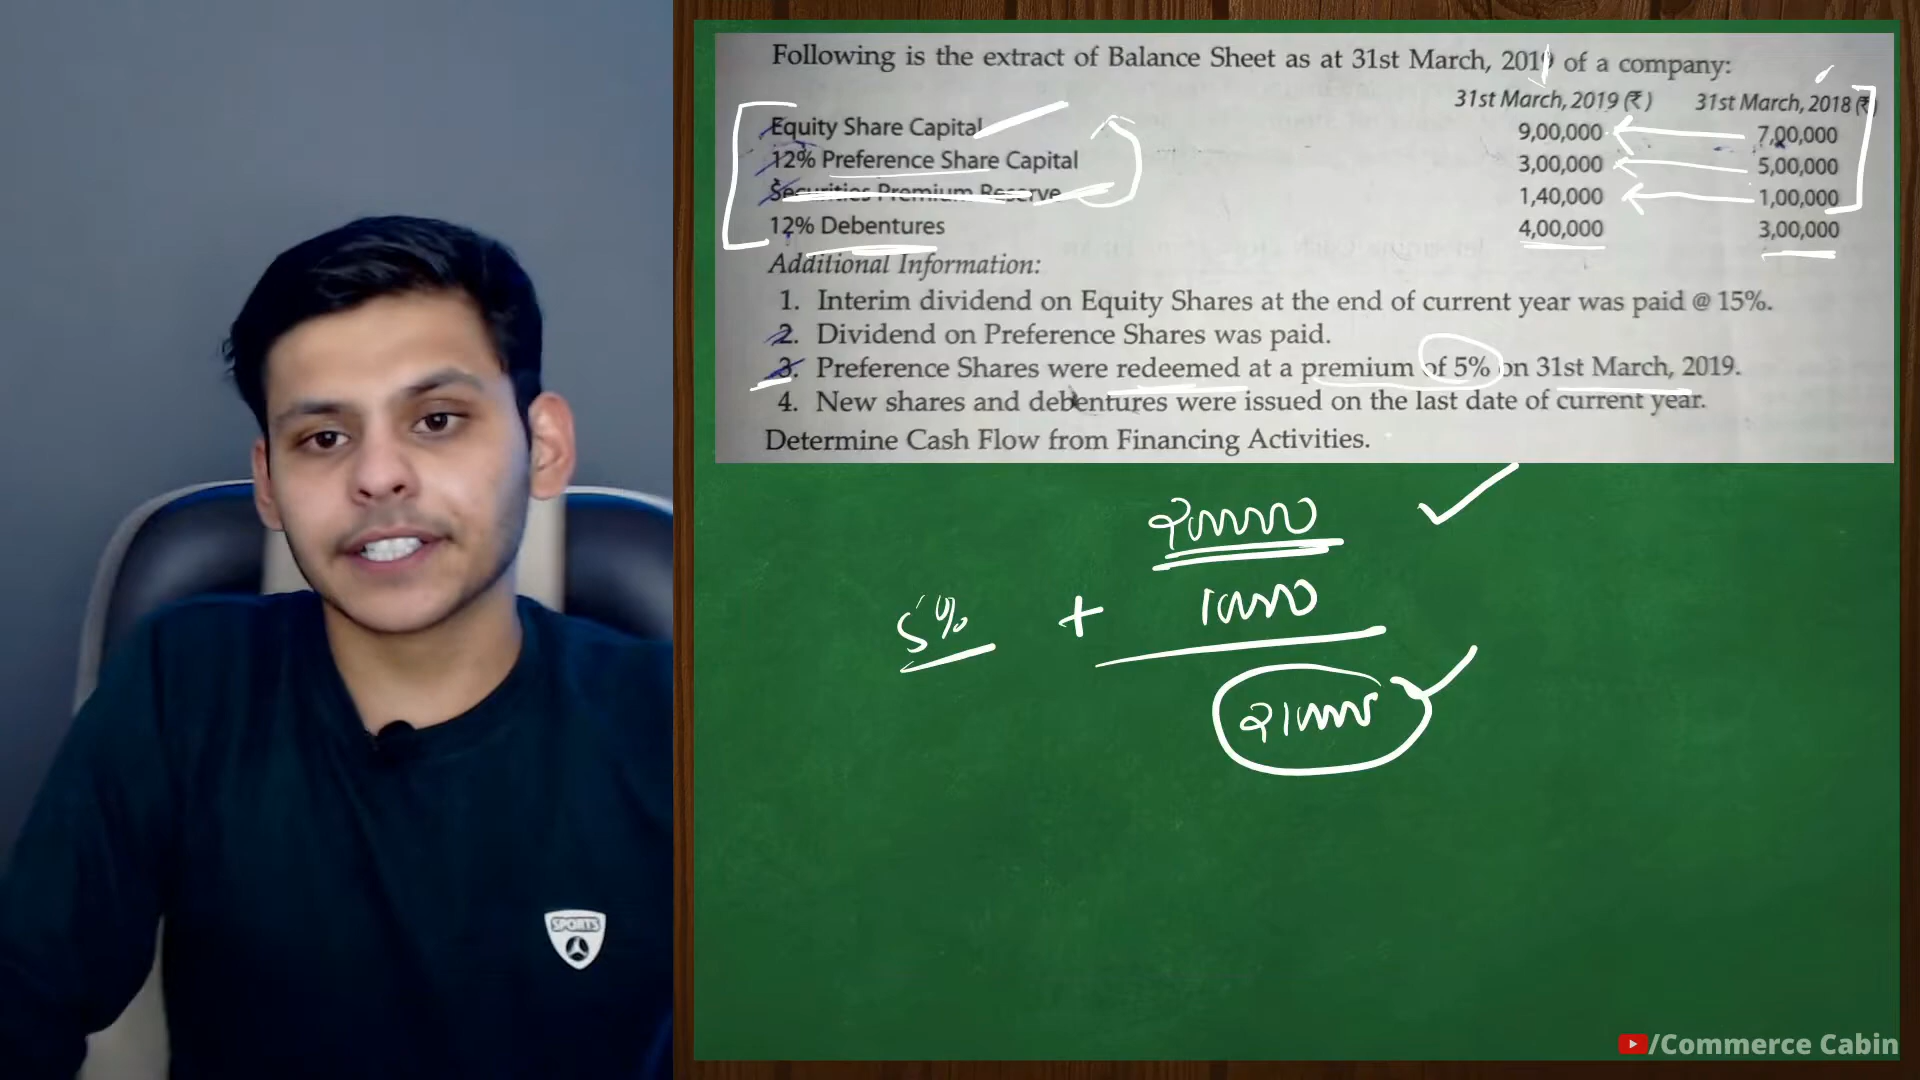 Following is the extract of Balance Sheet as at 31st March, 2019 of a company:
31st March, 2019 (₹) 31st March, 2018 (₹)
Equity Share Capital 9,00,000 7,00,000
12% Preference Share Capital 3,00,000 5,00,000
Securities Premium Reserve 1,40,000 1,00,000
12% Debentures 4,00,000 3,00,000
Additional Information:
1. Interim dividend on Equity Shares at the end of current year was paid @ 15%.
2. Dividend on Preference Shares was paid.
3. Preference Shares were redeemed at a premium of 5% on 31st March, 2019.
4. New shares and debentures were issued on the last date of current year.
Determine Cash Flow from Financing Activities.
200000
5% + 10000
210000
SPORTS
/Commerce Cabin